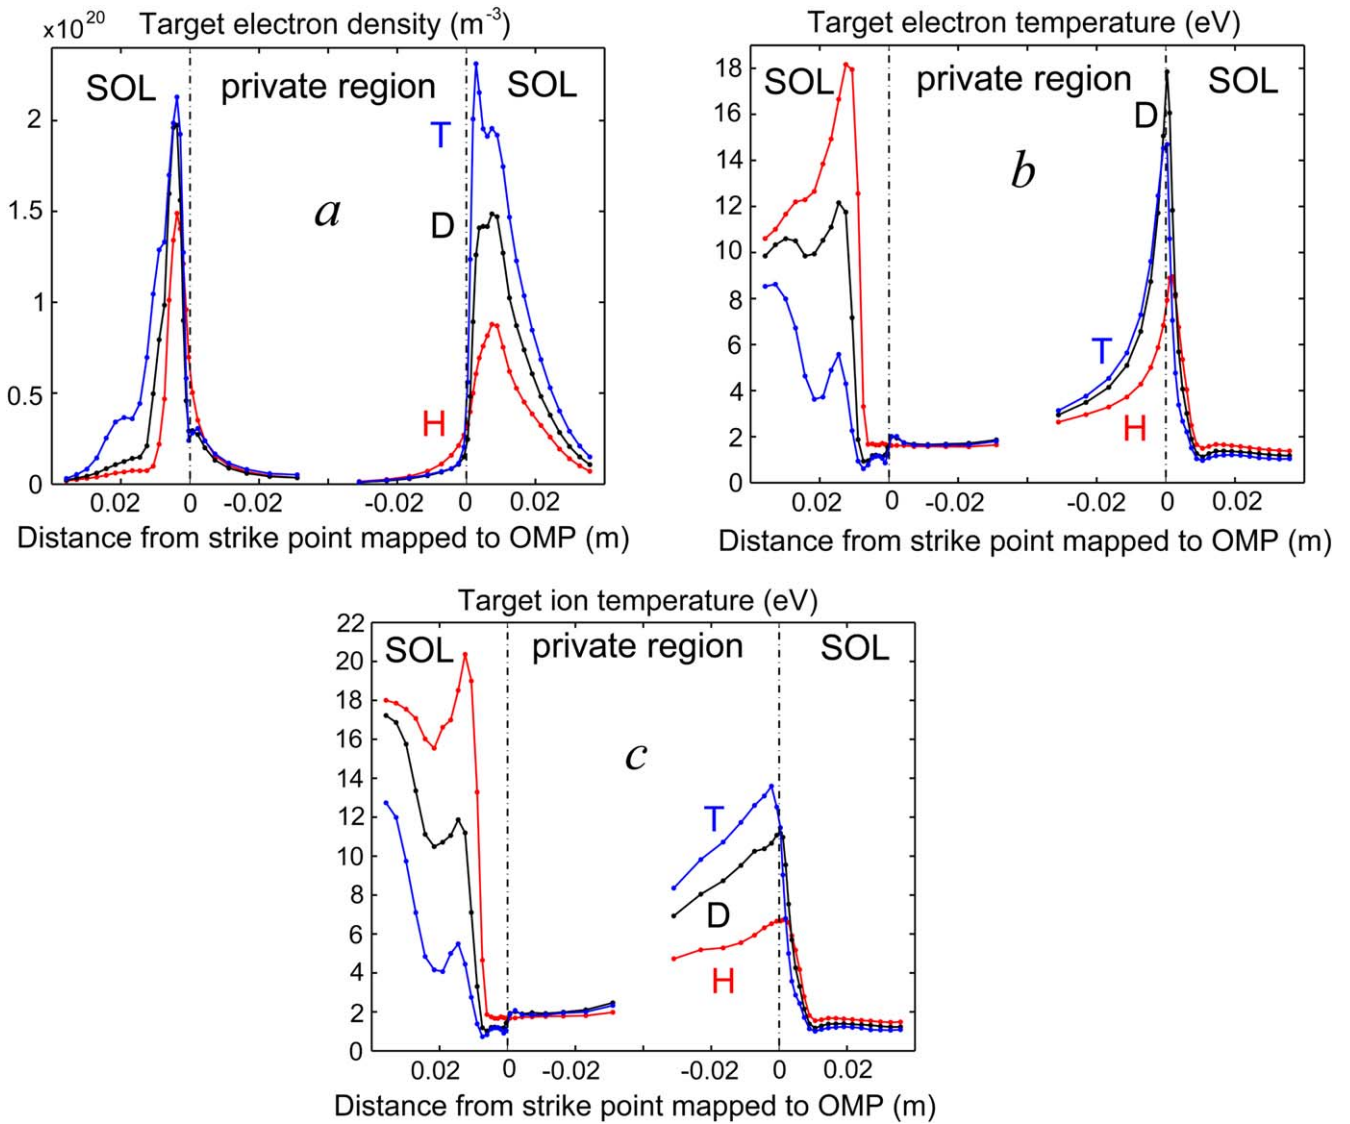 Target electron density (m⁻³)
x10²⁰
SOL private region SOL
2
1.5
1
0.5
0
a
T
D
H
0.02 0 -0.02 -0.02 0 0.02
Distance from strike point mapped to OMP (m)
Target electron temperature (eV)
SOL private region SOL
18
16
14
12
10
8
6
4
2
0
b
D
T
H
0.02 0 -0.02 -0.02 0 0.02
Distance from strike point mapped to OMP (m)
Target ion temperature (eV)
SOL private region SOL
22
20
18
16
14
12
10
8
6
4
2
0
c
T
D
H
0.02 0 -0.02 -0.02 0 0.02
Distance from strike point mapped to OMP (m)